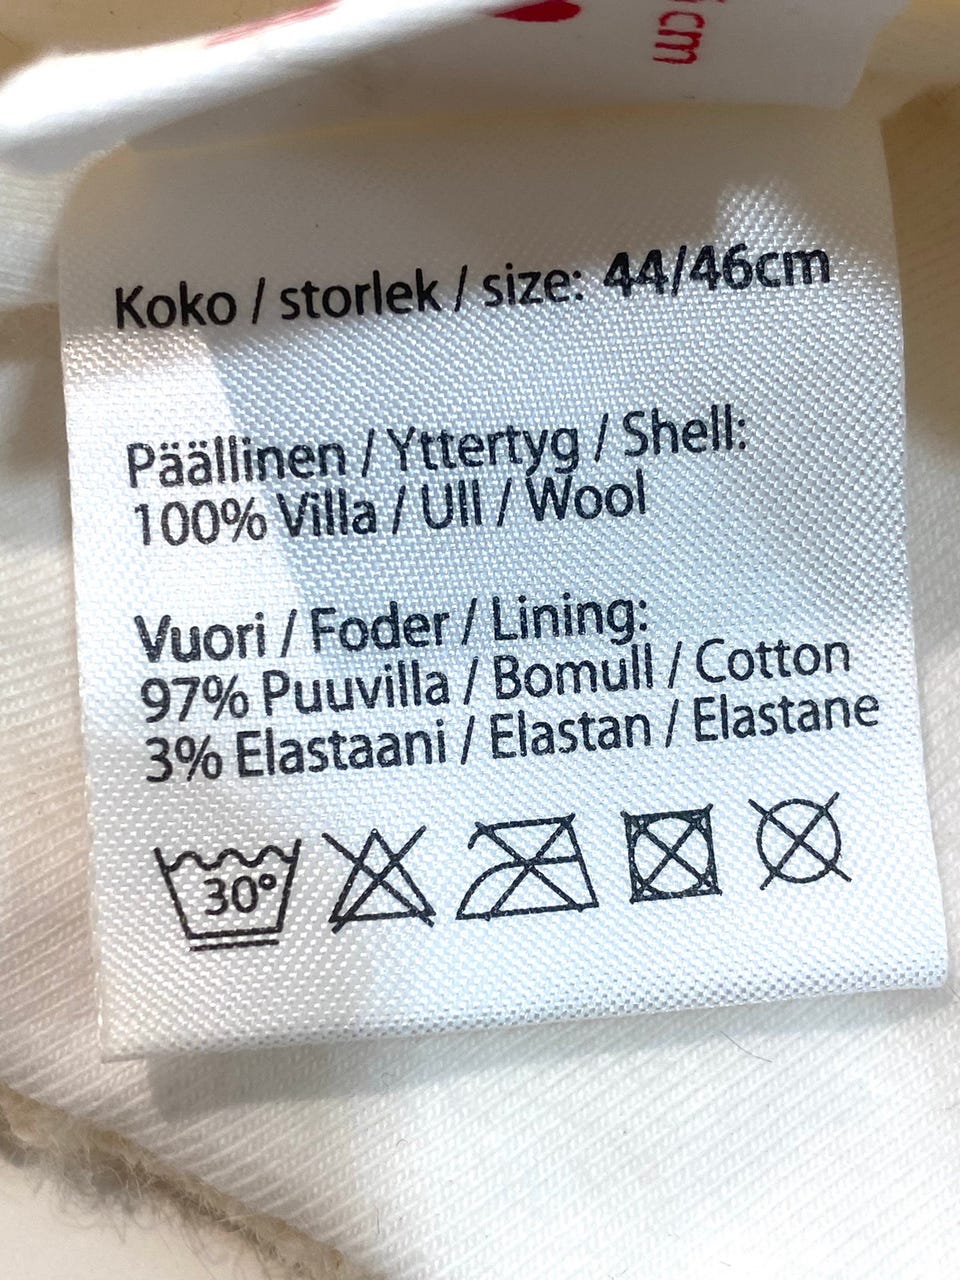 cm
Koko / storlek / size: 44/46cm
Päällinen / Yttertyg / Shell:
100% Villa / Ull / Wool
Vuori / Foder / Lining:
97% Puuvilla / Bomull / Cotton
3% Elastaani / Elastan / Elastane
30°